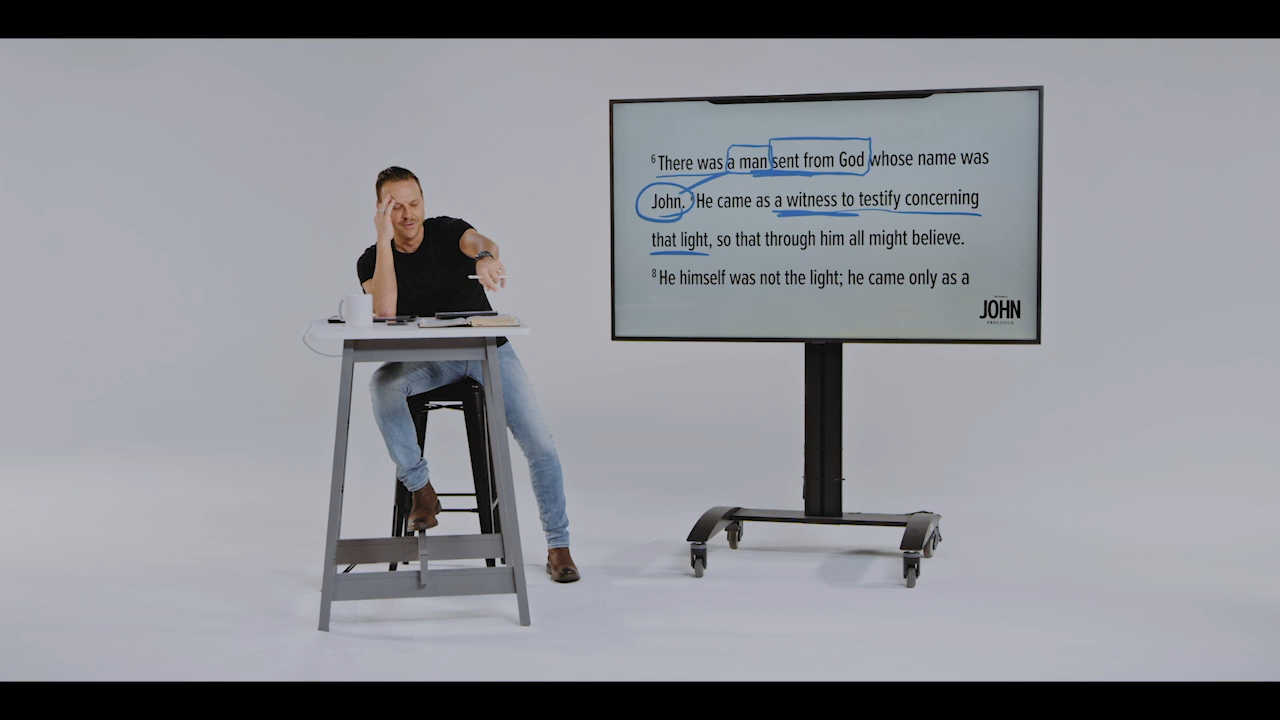 ⁶ There was a man sent from God whose name was
John. He came as a witness to testify concerning
that light, so that through him all might believe.
⁸ He himself was not the light; he came only as a
JOHN
PROLOGUE